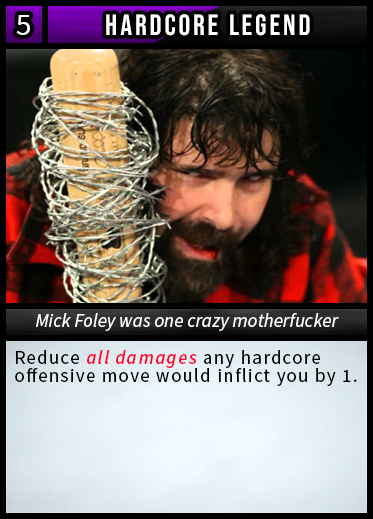 5 HARDCORE LEGEND
Mick Foley was one crazy motherfucker
Reduce all damages any hardcore
offensive move would inflict you by 1.